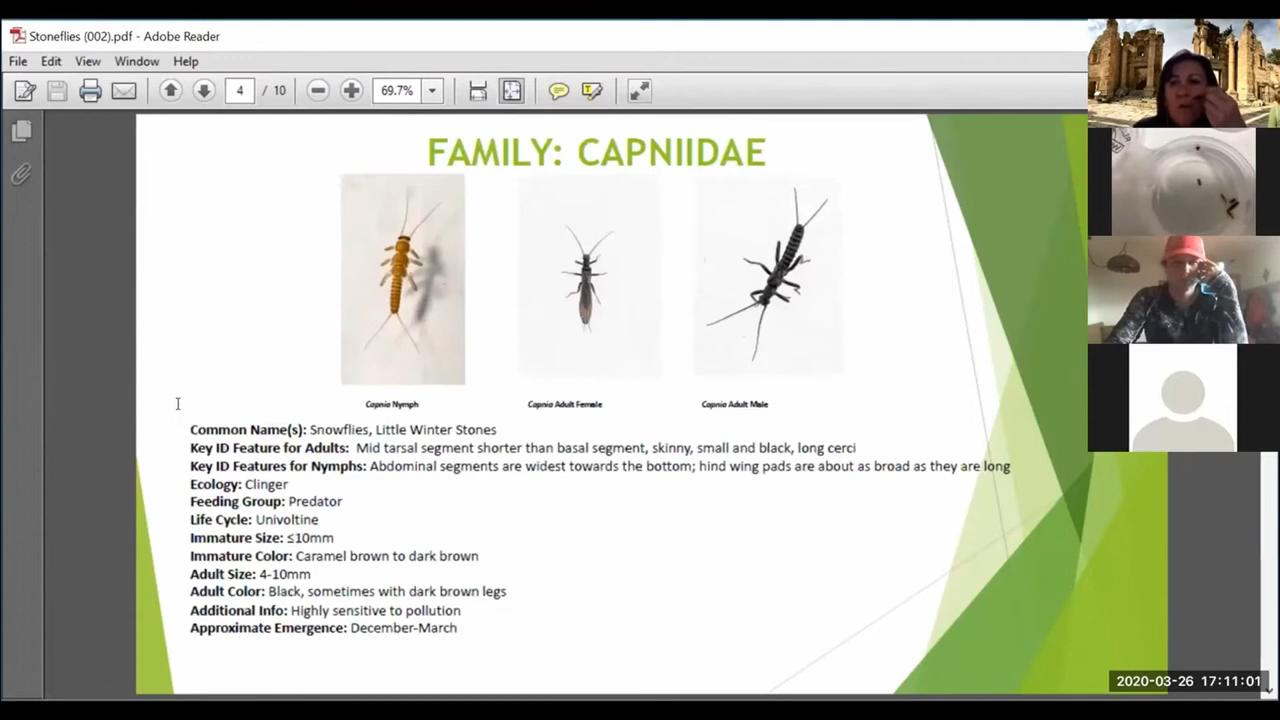 Stoneflies (002).pdf - Adobe Reader
File Edit View Window Help
4 / 10 69.7%
FAMILY: CAPNIIDAE
Capnia Nymph Capnia Adult Female Capnia Adult Male
Common Name(s): Snowflies, Little Winter Stones
Key ID Feature for Adults: Mid tarsal segment shorter than basal segment, skinny, small and black, long cerci
Key ID Features for Nymphs: Abdominal segments are widest towards the bottom; hind wing pads are about as broad as they are long
Ecology: Clinger
Feeding Group: Predator
Life Cycle: Univoltine
Immature Size: ≤10mm
Immature Color: Caramel brown to dark brown
Adult Size: 4-10mm
Adult Color: Black, sometimes with dark brown legs
Additional Info: Highly sensitive to pollution
Approximate Emergence: December-March
2020-03-26 17:11:01